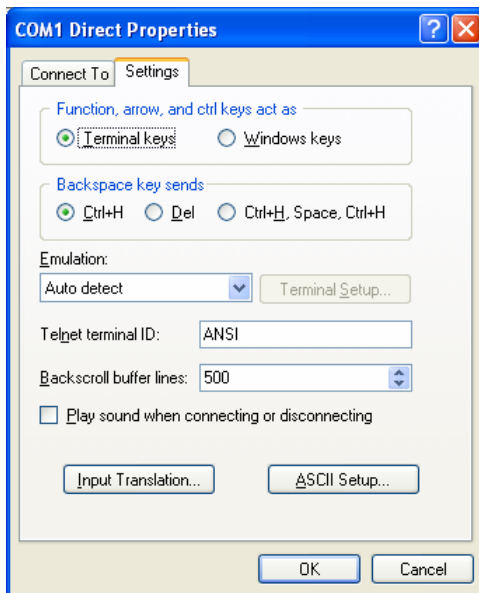 COM1 Direct Properties
Connect To Settings
Function, arrow, and ctrl keys act as
Terminal keys Windows keys
Backspace key sends
Ctrl+H Del Ctrl+H, Space, Ctrl+H
Emulation:
Auto detect Terminal Setup...
Telnet terminal ID: ANSI
Backscroll buffer lines: 500
Play sound when connecting or disconnecting
Input Translation... ASCII Setup...
OK Cancel